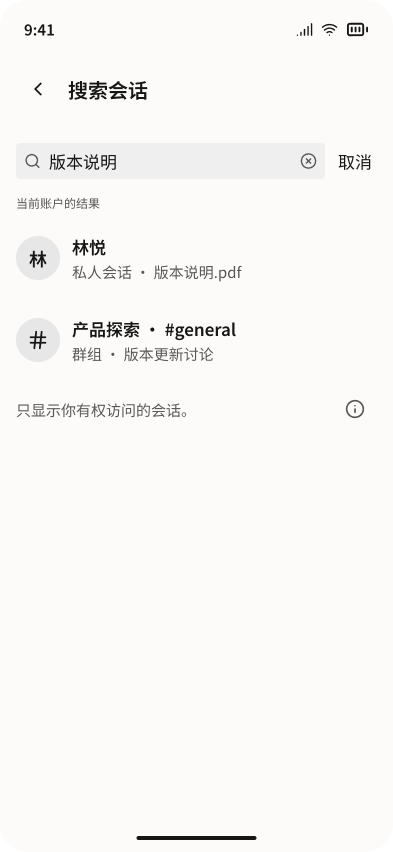 9:41
搜索会话
版本说明
取消
当前账户的结果
林
林悦
私人会话 · 版本说明.pdf
#
产品探索 · #general
群组 · 版本更新讨论
只显示你有权访问的会话。